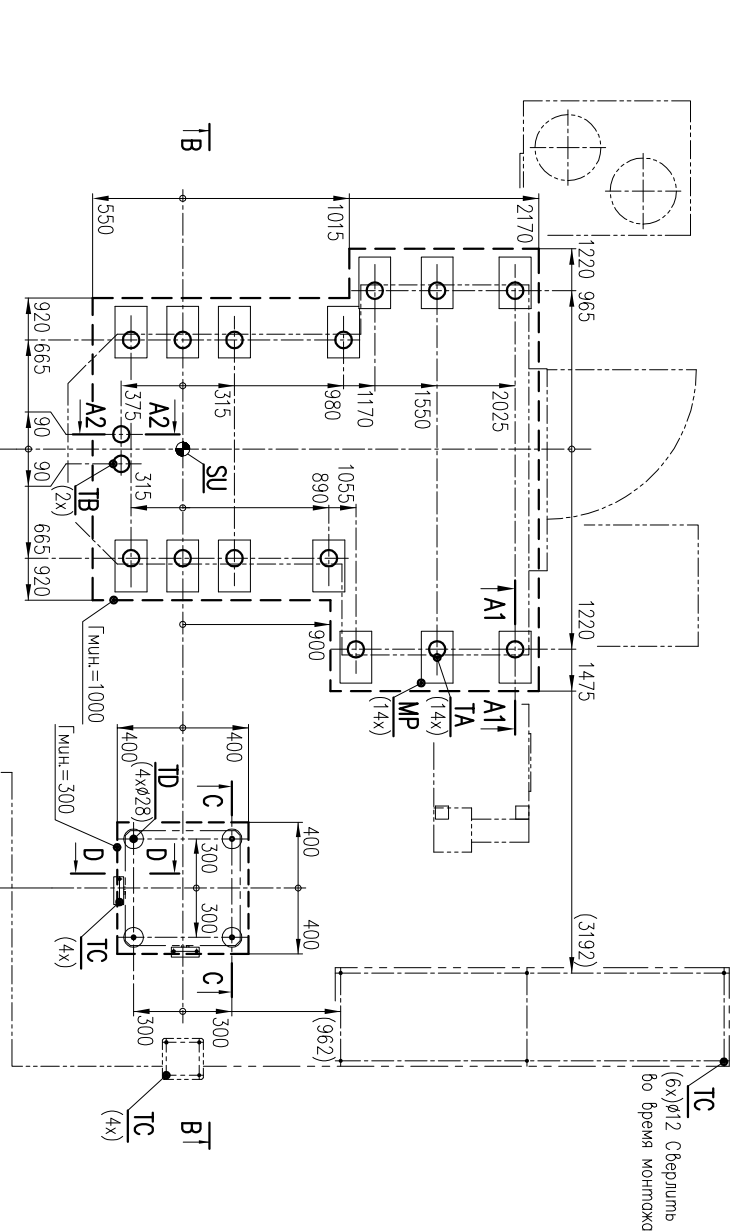 B
550
1015
2170
1220
965
920
665
90
90
665
920
375
315
980
1170
1550
2025
A2
A2
SU
TB
(2x)
315
890
1055
A1
A1
1220
1475
900
TA
(14x)
MP
(14x)
Гмин.=1000
Гмин.=300
400
400
TD
(4xø28)
C
C
D
D
300
300
400
400
TC
(4x)
(3192)
300
300
(962)
TC
(4x)
B
TC
(6x)ø12 Сверлить
во время монтажа